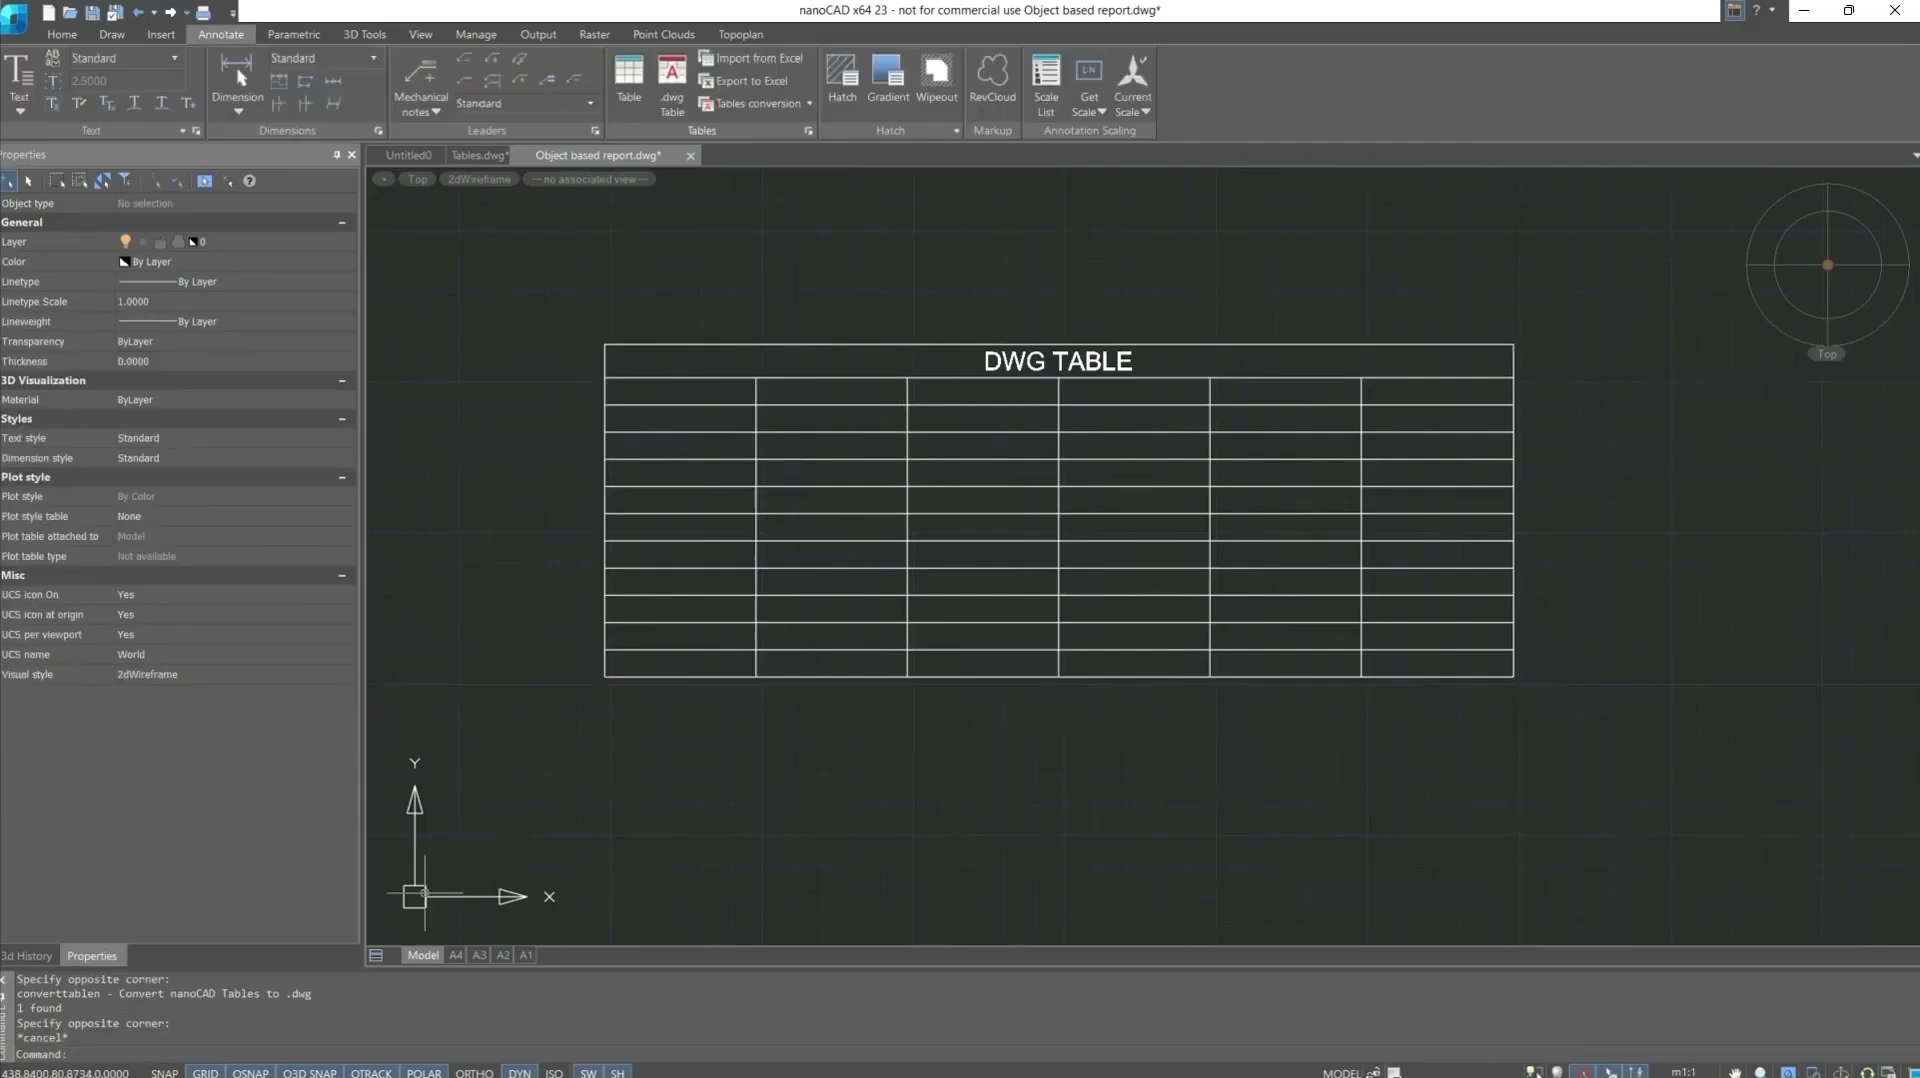 nanoCAD x64 23 - not for commercial use Object based report.dwg*
Home Draw Insert Annotate Parametric 3D Tools View Manage Output Raster Point Clouds Topoplan
Standard
2.5000
Text
Text
Standard
Dimension
Dimensions
Mechanical notes
Standard
Leaders
Table
.dwg Table
Import from Excel
Export to Excel
Tables conversion
Tables
Hatch Gradient Wipeout
Hatch
RevCloud
Markup
Scale List
Get Scale
Current Scale
Annotation Scaling
Properties
Untitled0 Tables.dwg* Object based report.dwg*
Top 2dWireframe -- no associated view --
Object type No selection
General
Layer 0
Color By Layer
Linetype By Layer
Linetype Scale 1.0000
Lineweight By Layer
Transparency ByLayer
Thickness 0.0000
3D Visualization
Material ByLayer
Styles
Text style Standard
Dimension style Standard
Plot style
Plot style By Color
Plot style table None
Plot table attached to Model
Plot table type Not available
Misc
UCS icon On Yes
UCS icon at origin Yes
UCS per viewport Yes
UCS name World
Visual style 2dWireframe
Top
DWG TABLE
Y
X
3d History Properties
Model A4 A3 A2 A1
Specify opposite corner:
converttablen - Convert nanoCAD Tables to .dwg
1 found
Specify opposite corner:
*cancel*
Command:
438.8400,80.8734,0.0000 SNAP GRID OSNAP O3D SNAP OTRACK POLAR ORTHO DYN ISO SW SH MODEL m1:1